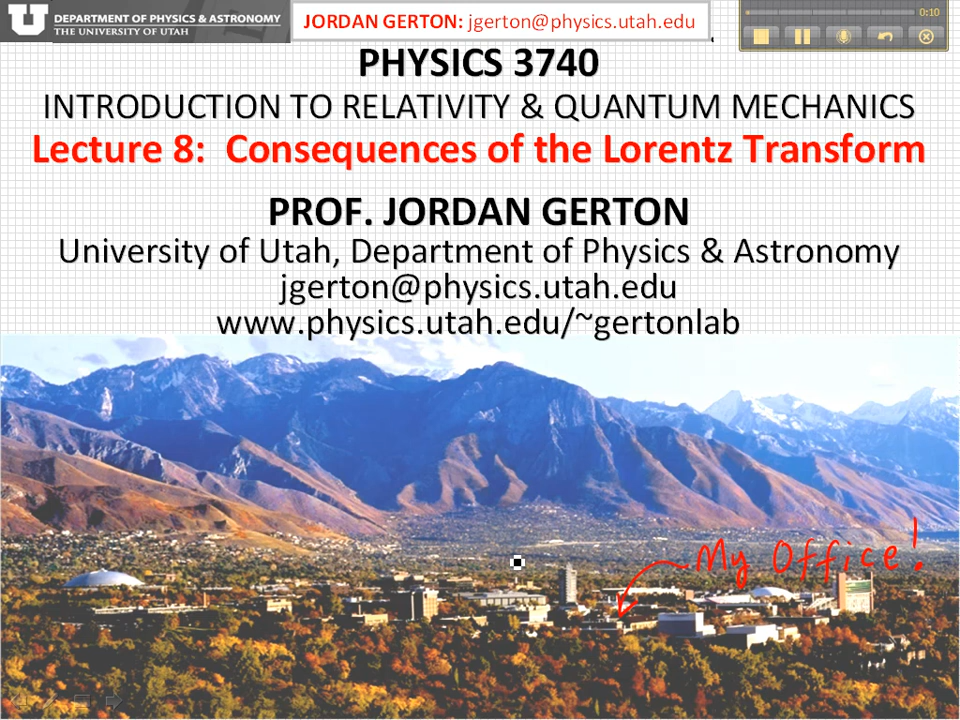 U DEPARTMENT OF PHYSICS & ASTRONOMY
THE UNIVERSITY OF UTAH
JORDAN GERTON: jgerton@physics.utah.edu
0:10
PHYSICS 3740
INTRODUCTION TO RELATIVITY & QUANTUM MECHANICS
Lecture 8: Consequences of the Lorentz Transform
PROF. JORDAN GERTON
University of Utah, Department of Physics & Astronomy
jgerton@physics.utah.edu
www.physics.utah.edu/~gertonlab
My Office!